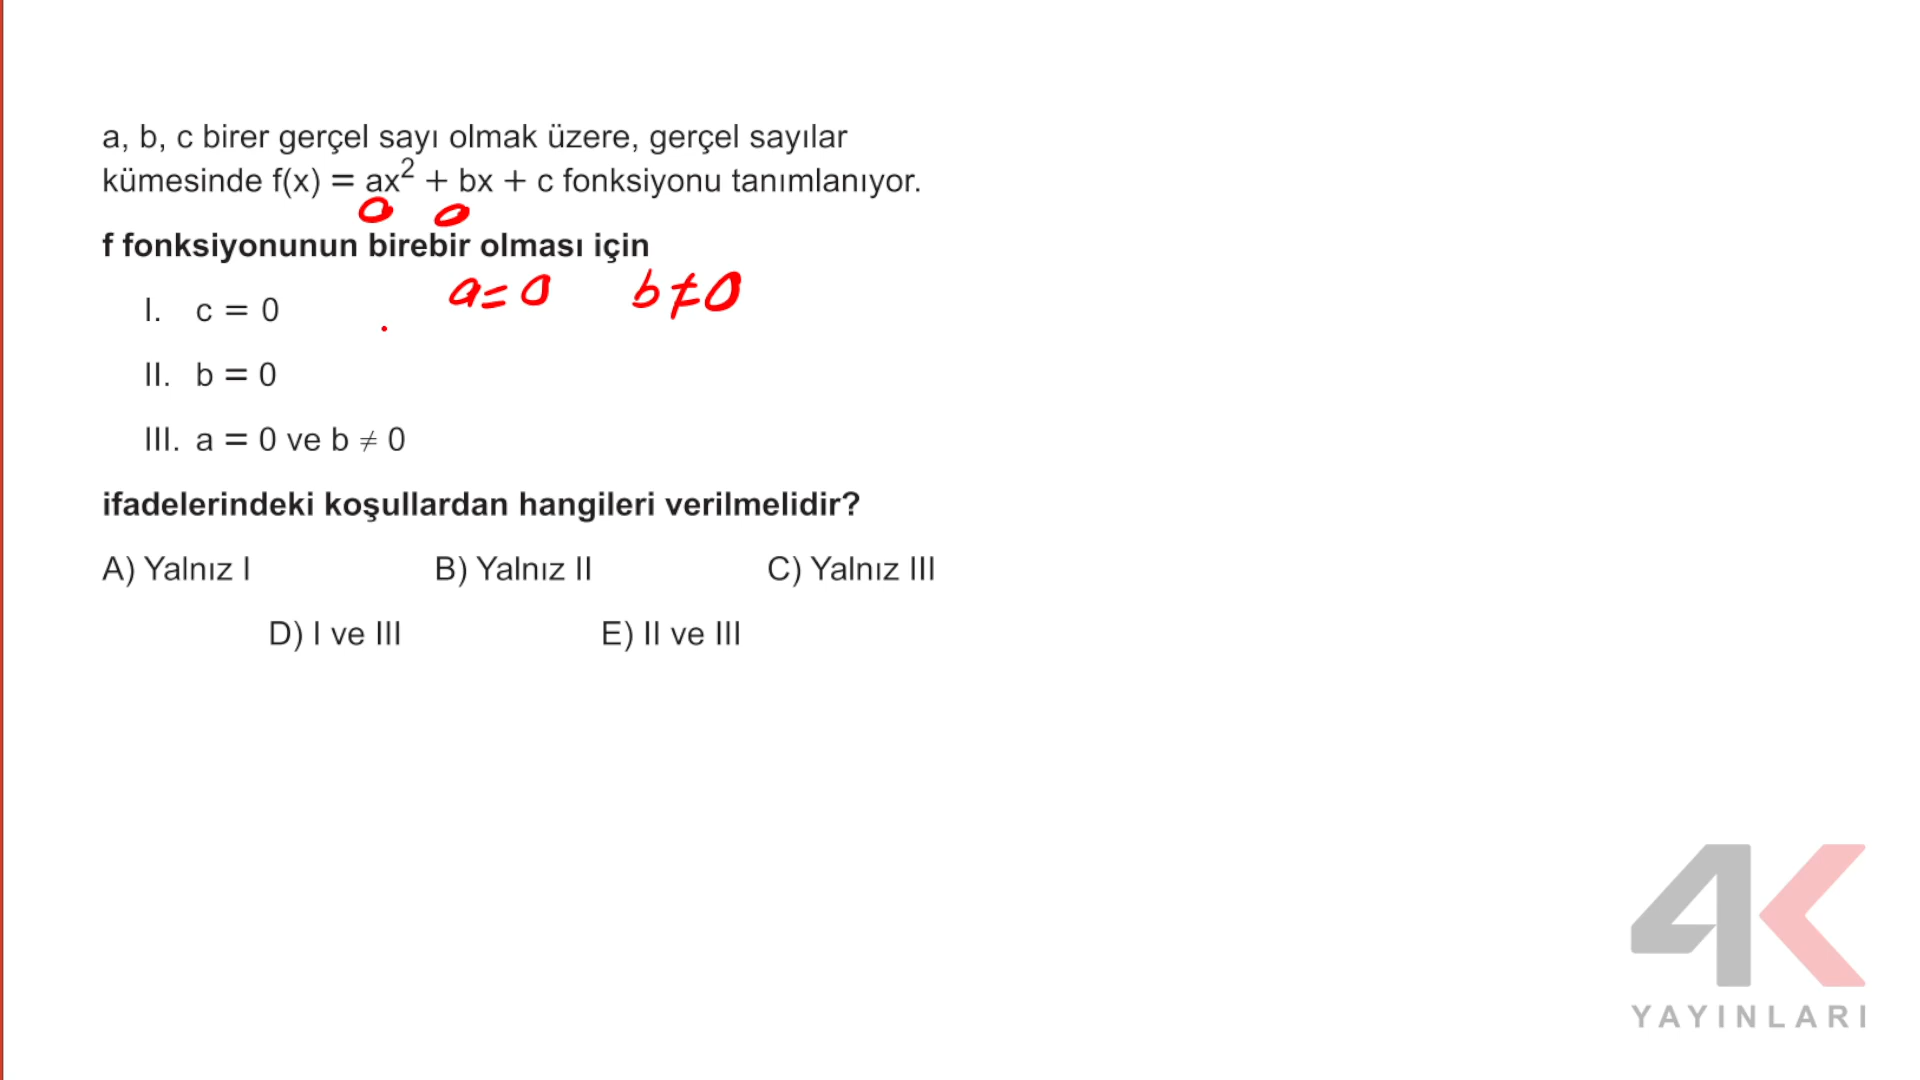 a, b, c birer gerçel sayı olmak üzere, gerçel sayılar
kümesinde f(x) = ax² + bx + c fonksiyonu tanımlanıyor.
0 0
f fonksiyonunun birebir olması için
a=0 b≠0
I. c = 0
II. b = 0
III. a = 0 ve b ≠ 0
ifadelerindeki koşullardan hangileri verilmelidir?
A) Yalnız I B) Yalnız II C) Yalnız III
D) I ve III E) II ve III
4K
YAYINLARI